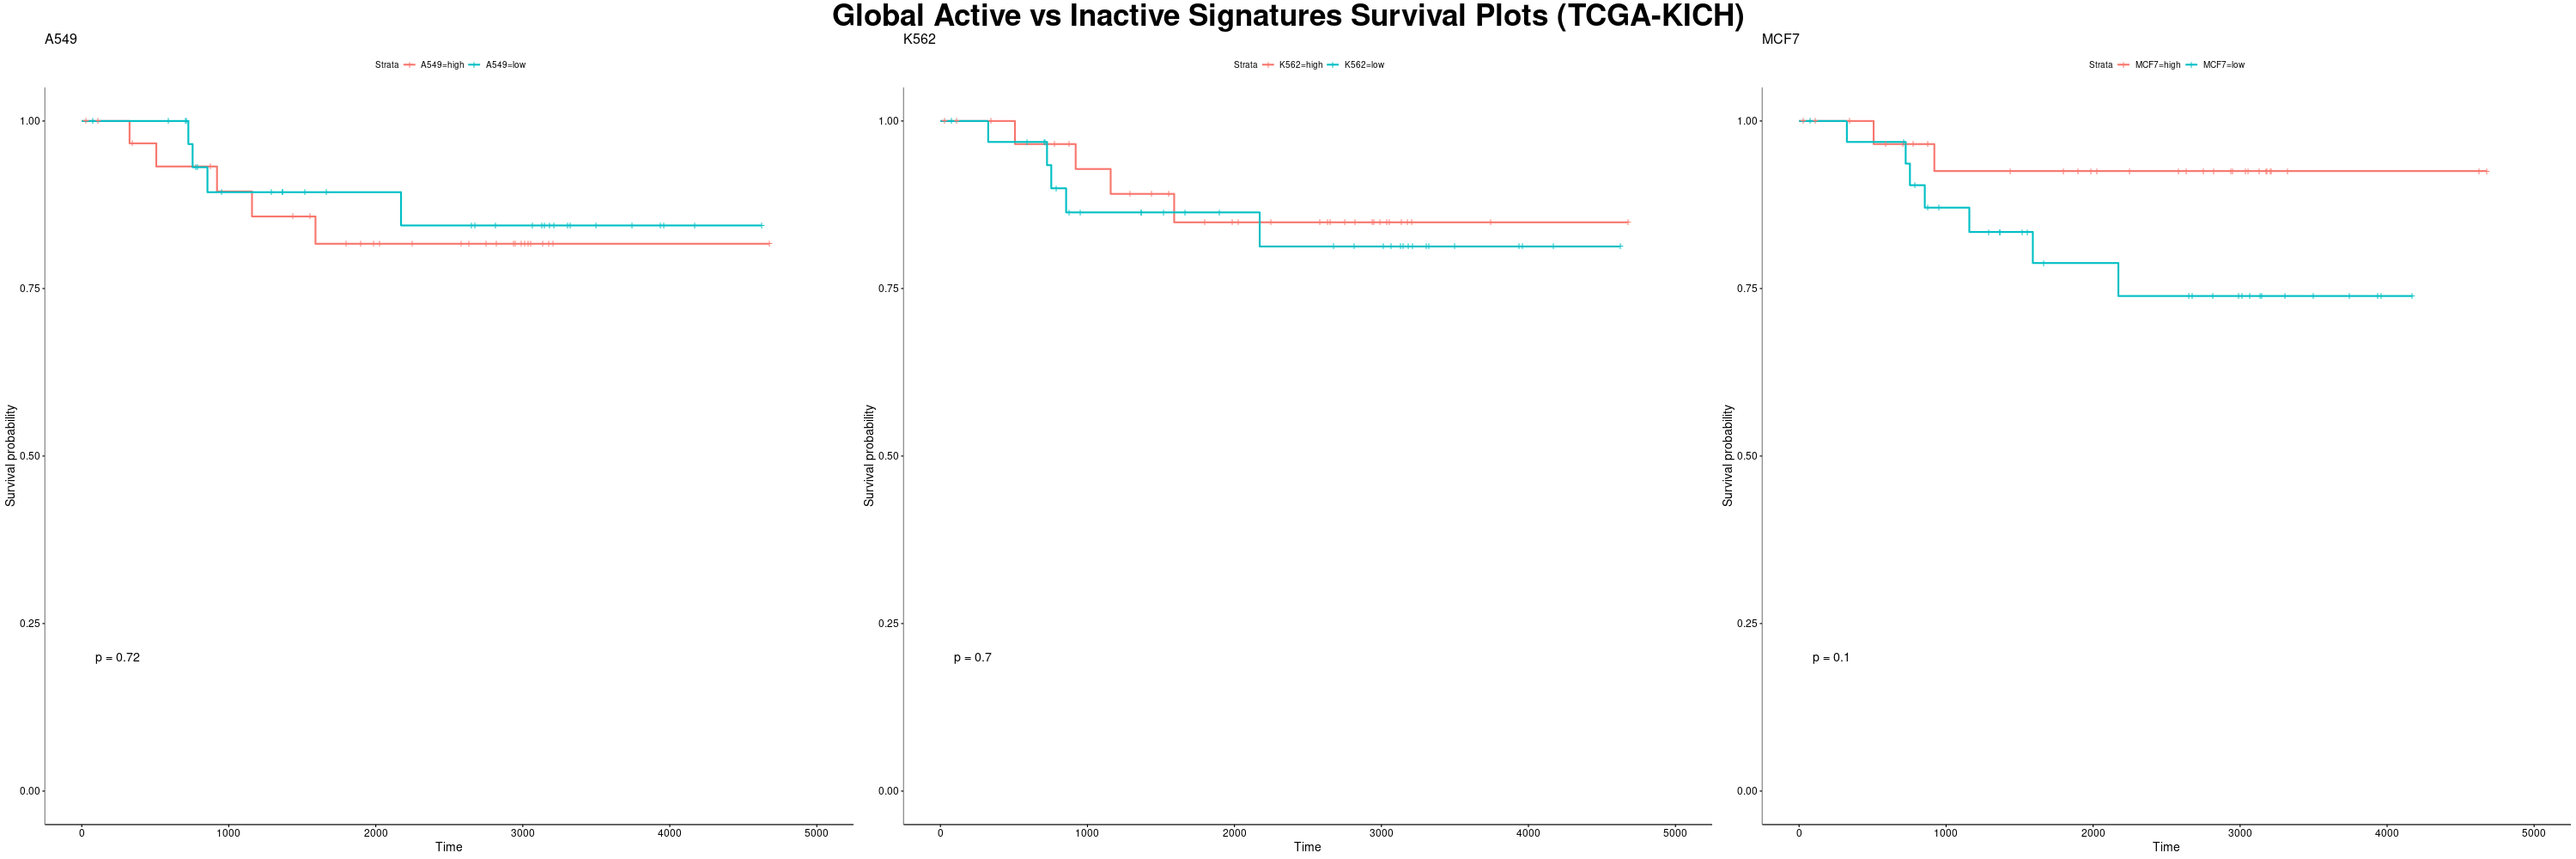 Global Active vs Inactive Signatures Survival Plots (TCGA-KICH)
A549
Strata A549=high A549=low
1.00
0.75
0.50
0.25
0.00
Survival probability
p = 0.72
0 1000 2000 3000 4000 5000
Time
K562
Strata K562=high K562=low
1.00
0.75
0.50
0.25
0.00
Survival probability
p = 0.7
0 1000 2000 3000 4000 5000
Time
MCF7
Strata MCF7=high MCF7=low
1.00
0.75
0.50
0.25
0.00
Survival probability
p = 0.1
0 1000 2000 3000 4000 5000
Time